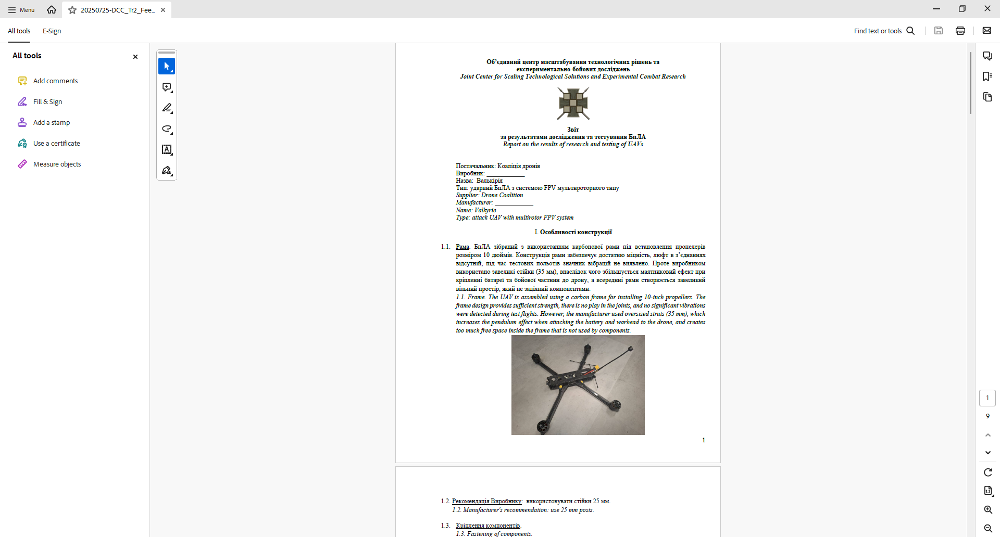 Menu
20250725-DCC_Tr2_Fee...
All tools
E-Sign
Find text or tools
All tools
Add comments
Fill & Sign
Add a stamp
Use a certificate
Measure objects
Об’єднаний центр масштабування технологічних рішень та
експериментально-бойових досліджень
Joint Center for Scaling Technological Solutions and Experimental Combat Research
Звіт
за результатами дослідження та тестування БпЛА
Report on the results of research and testing of UAVs
Постачальник: Коаліція дронів
Виробник: ____________
Назва: Валькірія
Тип: ударний БпЛА з системою FPV мультироторного типу
Supplier: Drone Coalition
Manufacturer: ____________
Name: Valkyrie
Type: attack UAV with multirotor FPV system
І. Особливості конструкції
1.1. Рама. БпЛА зібраний з використанням карбонової рами під встановлення пропелерів
розміром 10 дюймів. Конструкція рами забезпечує достатню міцність, люфт в з’єднаннях
відсутній, під час тестових польотів значних вібрацій не виявлено. Проте виробником
використано завеликі стійки (35 мм), внаслідок чого збільшується маятниковий ефект при
кріпленні батареї та бойової частини до дрону, а всередині рами створюється завеликий
вільний простір, який не задіяний компонентами.
1.1. Frame. The UAV is assembled using a carbon frame for installing 10-inch propellers. The
frame design provides sufficient strength, there is no play in the joints, and no significant vibrations
were detected during test flights. However, the manufacturer used oversized struts (35 mm), which
increases the pendulum effect when attaching the battery and warhead to the drone, and creates
too much free space inside the frame that is not used by components.
1
1.2. Рекомендація Виробнику: використовувати стійки 25 мм.
1.2. Manufacturer's recommendation: use 25 mm posts.
1.3. Кріплення компонентів.
1.3. Fastening of components.
1
9